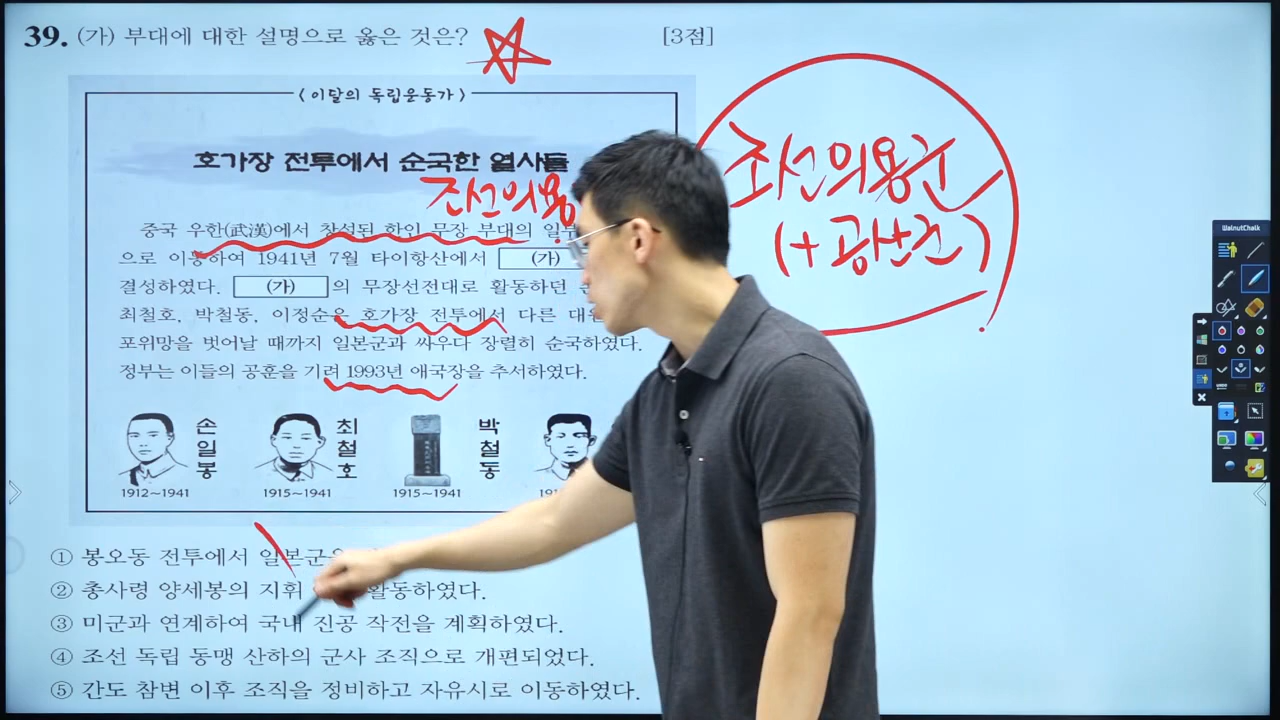 39. (가) 부대에 대한 설명으로 옳은 것은? [3점]
< 이달의 독립운동가 >
호가장 전투에서 순국한 열사들
조선의용
조선의용군
(+광산군)
중국 우한(武漢)에서 창설된 한인 무장 부대의 일부
으로 이동하여 1941년 7월 타이항산에서 (가)
결성하였다. (가) 의 무장선전대로 활동하던
최철호, 박철동, 이정순은 호가장 전투에서 다른
포위망을 벗어날 때까지 일본군과 싸우다 장렬히 순국하였다.
정부는 이들의 공훈을 기려 1993년 애국장을 추서하였다.
손일봉
최철호
박철동
1912~1941
1915~1941
1915~1941
① 봉오동 전투에서 일본군을
② 총사령 양세봉의 지휘 활동하였다.
③ 미군과 연계하여 국내 진공 작전을 계획하였다.
④ 조선 독립 동맹 산하의 군사 조직으로 개편되었다.
⑤ 간도 참변 이후 조직을 정비하고 자유시로 이동하였다.
WalnutChalk